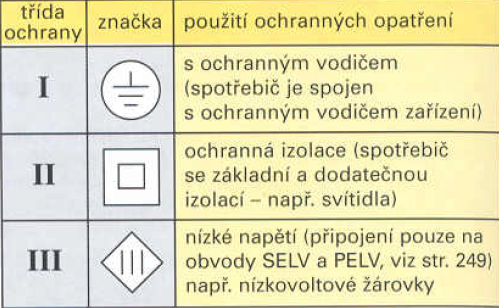 třída ochrany | značka | použití ochranných opatření
I
s ochranným vodičem
(spotřebič je spojen
s ochranným vodičem zařízení)
II
ochranná izolace (spotřebič
se základní a dodatečnou
izolací – např. svítidla)
III
nízké napětí (připojení pouze na
obvody SELV a PELV, viz str. 249)
např. nízkovoltové žárovky